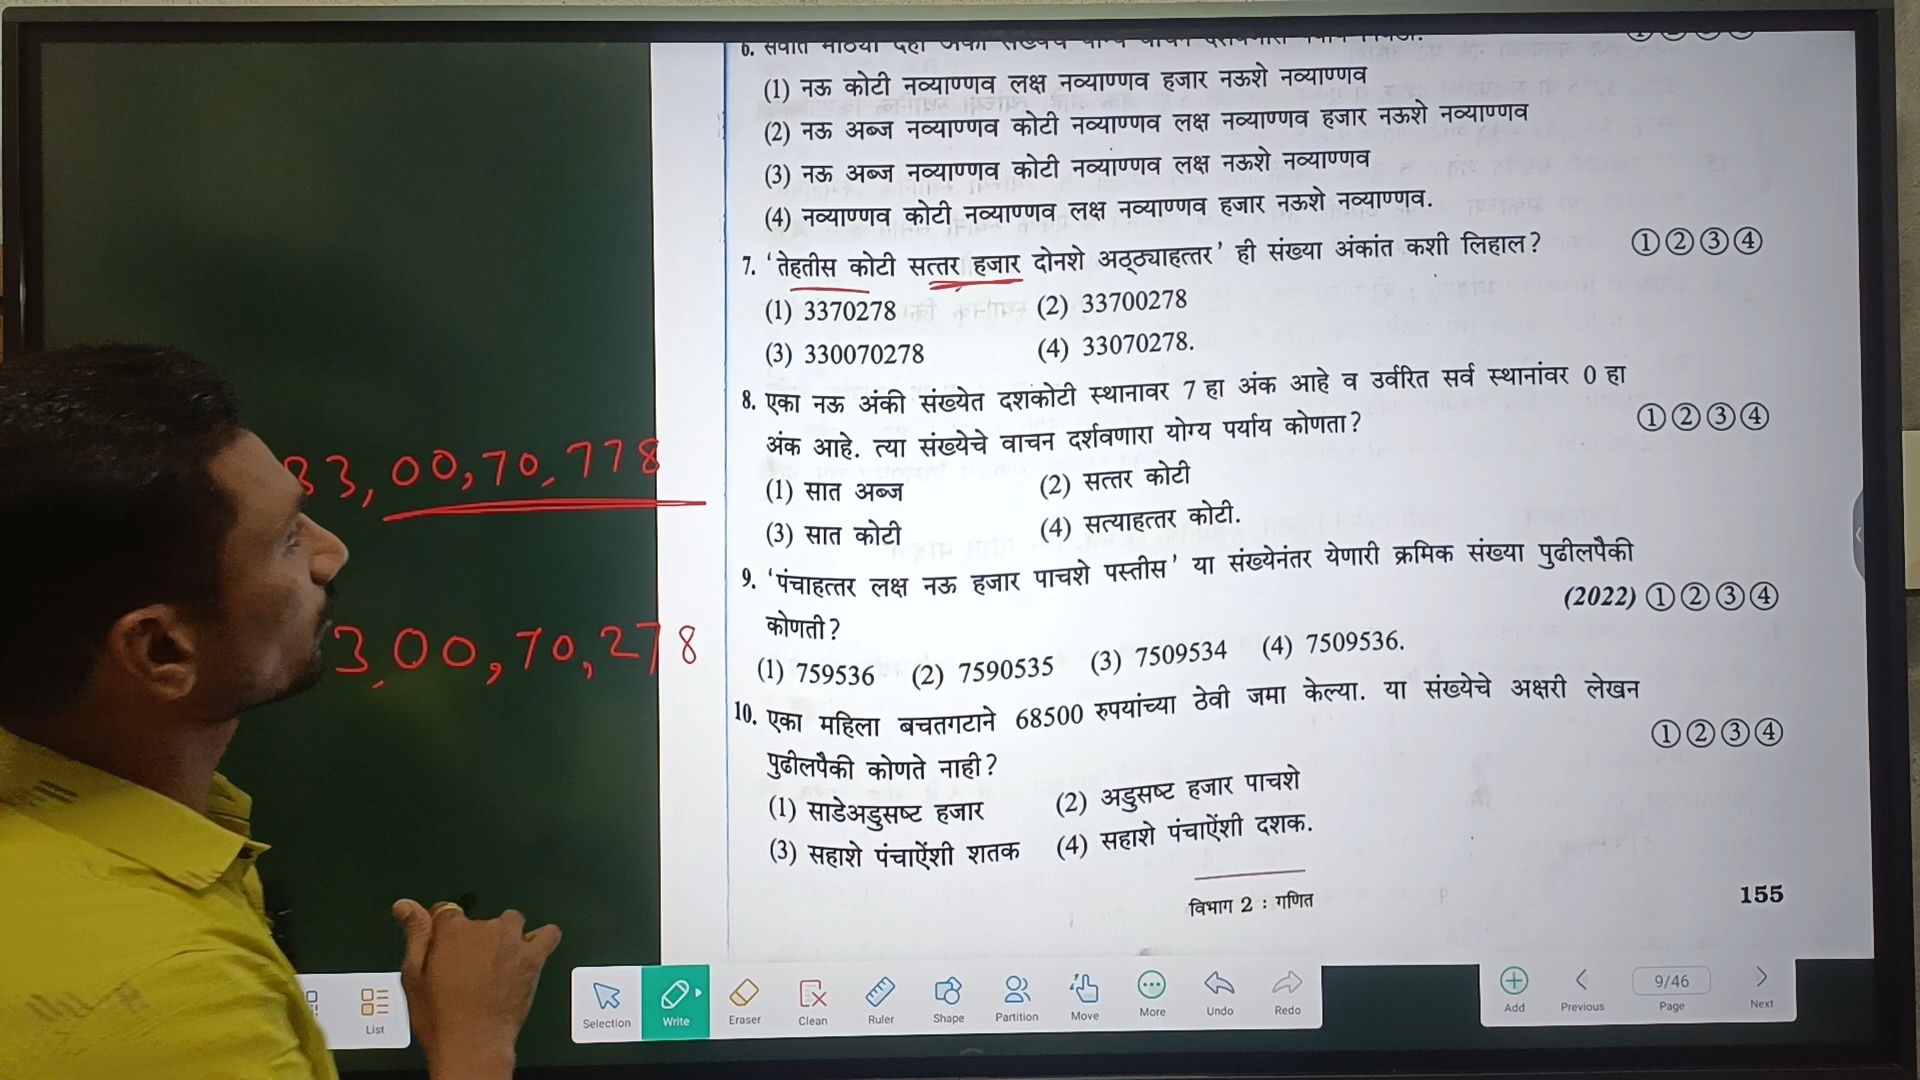 (1) नऊ कोटी नव्याण्णव लक्ष नव्याण्णव हजार नऊशे नव्याण्णव
(2) नऊ अब्ज नव्याण्णव कोटी नव्याण्णव लक्ष नव्याण्णव हजार नऊशे नव्याण्णव
(3) नऊ अब्ज नव्याण्णव कोटी नव्याण्णव लक्ष नऊशे नव्याण्णव
(4) नव्याण्णव कोटी नव्याण्णव लक्ष नव्याण्णव हजार नऊशे नव्याण्णव.
7. 'तेहतीस कोटी सत्तर हजार दोनशे अठ्ठ्याहत्तर' ही संख्या अंकांत कशी लिहाल? ①②③④
(1) 3370278 (2) 33700278
(3) 330070278 (4) 33070278.
8. एका नऊ अंकी संख्येत दशकोटी स्थानावर 7 हा अंक आहे व उर्वरित सर्व स्थानांवर 0 हा
अंक आहे. त्या संख्येचे वाचन दर्शवणारा योग्य पर्याय कोणता? ①②③④
(1) सात अब्ज (2) सत्तर कोटी
(3) सात कोटी (4) सत्याहत्तर कोटी.
9. 'पंचाहत्तर लक्ष नऊ हजार पाचशे पस्तीस' या संख्येनंतर येणारी क्रमिक संख्या पुढीलपैकी
कोणती? (2022) ①②③④
(1) 759536 (2) 7590535 (3) 7509534 (4) 7509536.
10. एका महिला बचतगटाने 68500 रुपयांच्या ठेवी जमा केल्या. या संख्येचे अक्षरी लेखन
पुढीलपैकी कोणते नाही? ①②③④
(1) साडेअडुसष्ट हजार (2) अडुसष्ट हजार पाचशे
(3) सहाशे पंचाऐंशी शतक (4) सहाशे पंचाऐंशी दशक.
विभाग 2 : गणित 155
33,00,70,778
3,00,70,278
List
Selection Write Eraser Clean Ruler Shape Partition Move More Undo Redo
Add Previous 9/46 Page Next